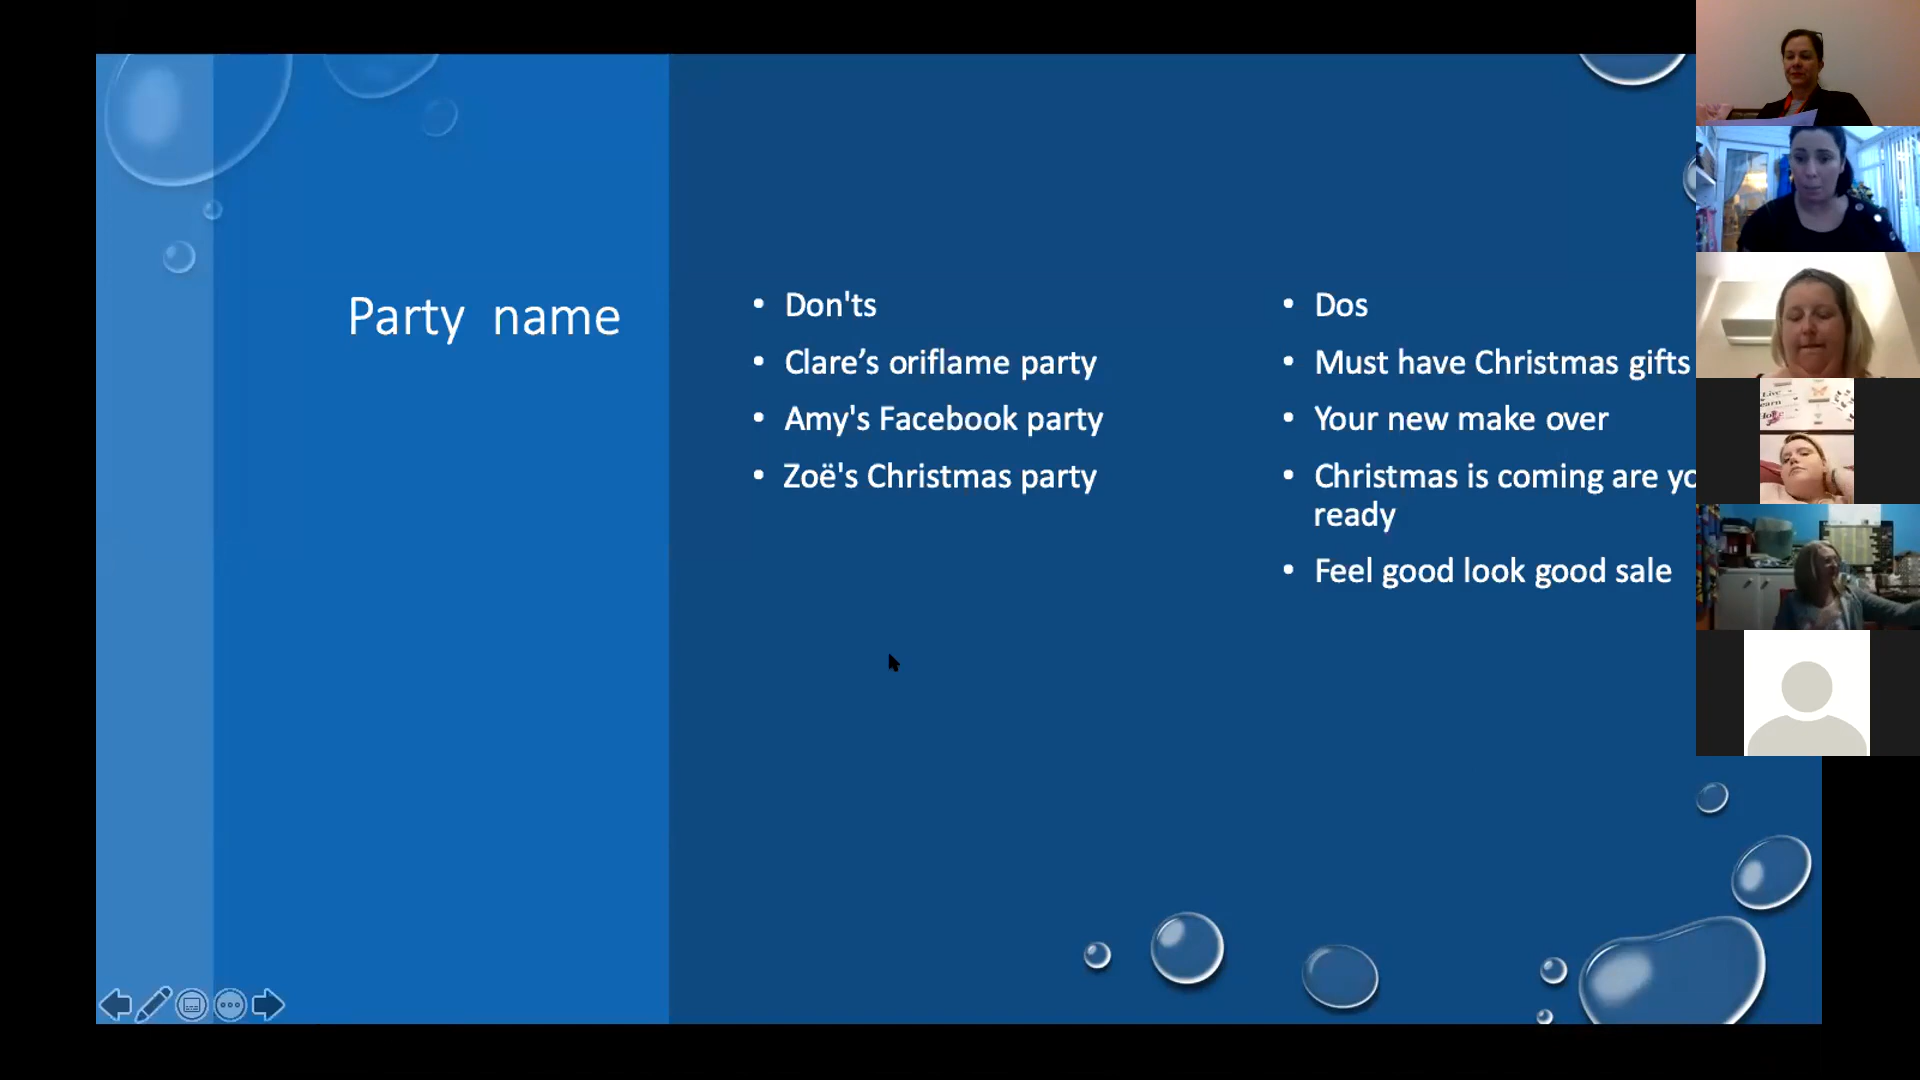 Party name
• Don'ts
• Clare’s oriflame party
• Amy's Facebook party
• Zoë's Christmas party
• Dos
• Must have Christmas gifts
• Your new make over
• Christmas is coming are
ready
• Feel good look good sale
Live